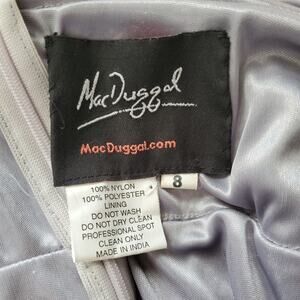 MacDuggal
MacDuggal.com
8
100% NYLON
100% POLYESTER
LINING
DO NOT WASH
DO NOT DRY CLEAN
PROFESSIONAL SPOT
CLEAN ONLY
MADE IN INDIA